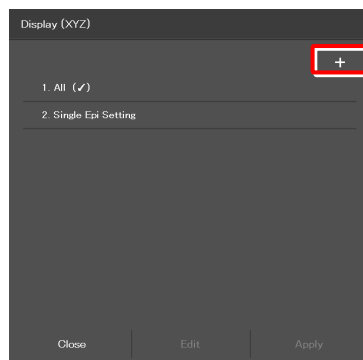 Display (XYZ)
+
1. All (✓)
2. Single Epi Setting
Close Edit Apply